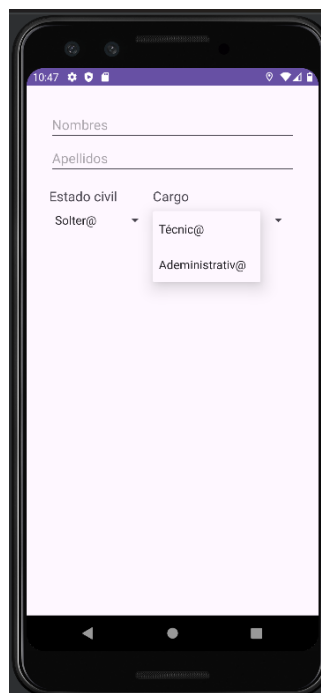 10:47
Nombres
Apellidos
Estado civil Cargo
Solter@ Técnic@
Adeministrativ@